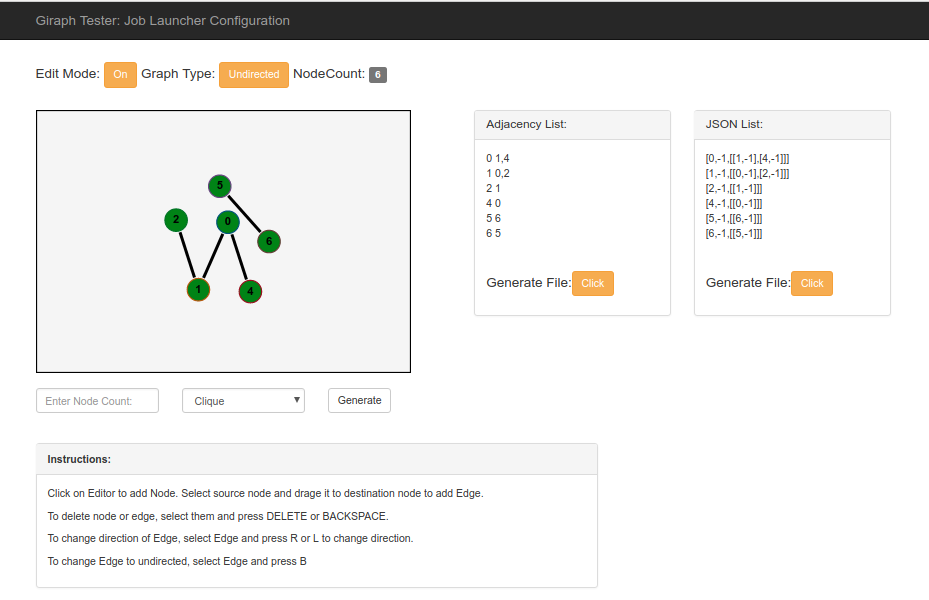 Giraph Tester: Job Launcher Configuration
Edit Mode: On Graph Type: Undirected NodeCount: 6
5
2
0
6
1
4
Adjacency List:
0 1,4
1 0,2
2 1
4 0
5 6
6 5
Generate File: Click
JSON List:
[0,-1,[[1,-1],[4,-1]]]
[1,-1,[[0,-1],[2,-1]]]
[2,-1,[[1,-1]]]
[4,-1,[[0,-1]]]
[5,-1,[[6,-1]]]
[6,-1,[[5,-1]]]
Generate File: Click
Enter Node Count: Clique Generate
Instructions:
Click on Editor to add Node. Select source node and drage it to destination node to add Edge.
To delete node or edge, select them and press DELETE or BACKSPACE.
To change direction of Edge, select Edge and press R or L to change direction.
To change Edge to undirected, select Edge and press B